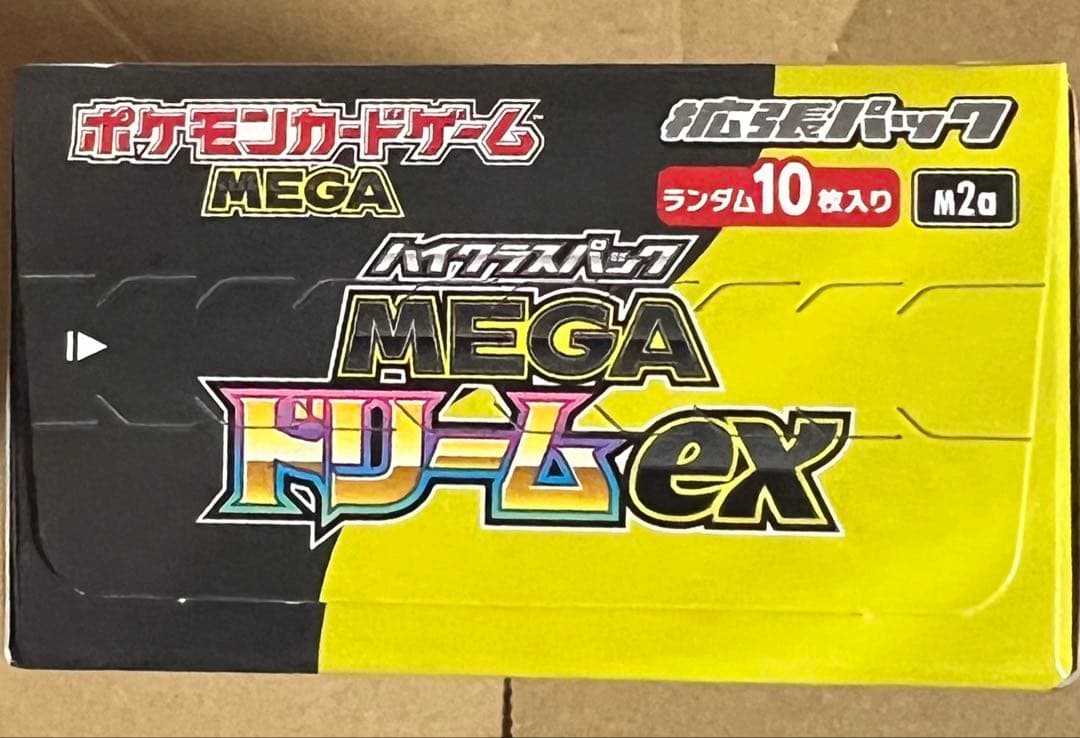 ポケモンカードゲーム
MEGA
拡張パック
ランダム10枚入り M2a
ハイクラスパック
MEGA
ドリームex